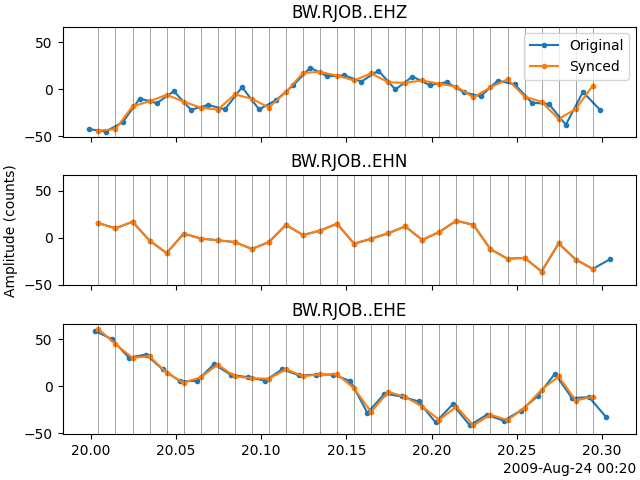 BW.RJOB..EHZ
50
0
−50
Original
Synced
BW.RJOB..EHN
50
0
−50
Amplitude (counts)
BW.RJOB..EHE
50
0
−50
20.00 20.05 20.10 20.15 20.20 20.25 20.30
2009-Aug-24 00:20